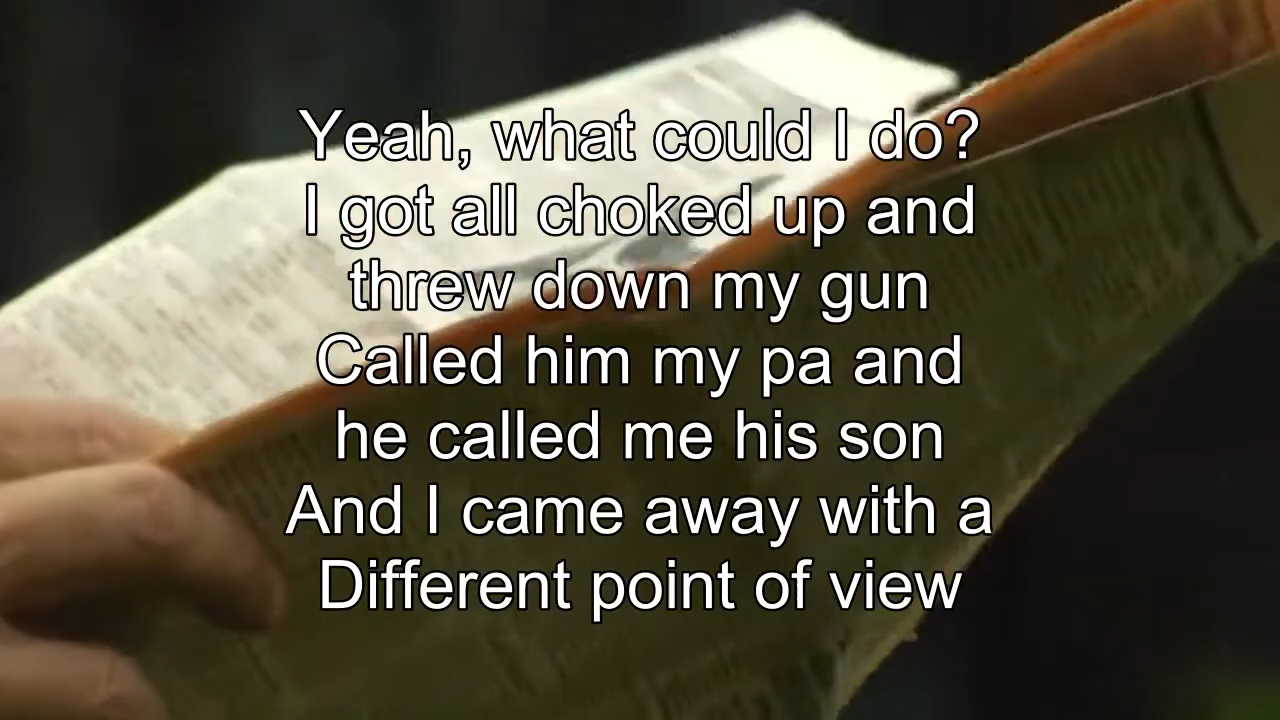 Yeah, what could I do?
I got all choked up and
threw down my gun
Called him my pa and
he called me his son
And I came away with a
Different point of view